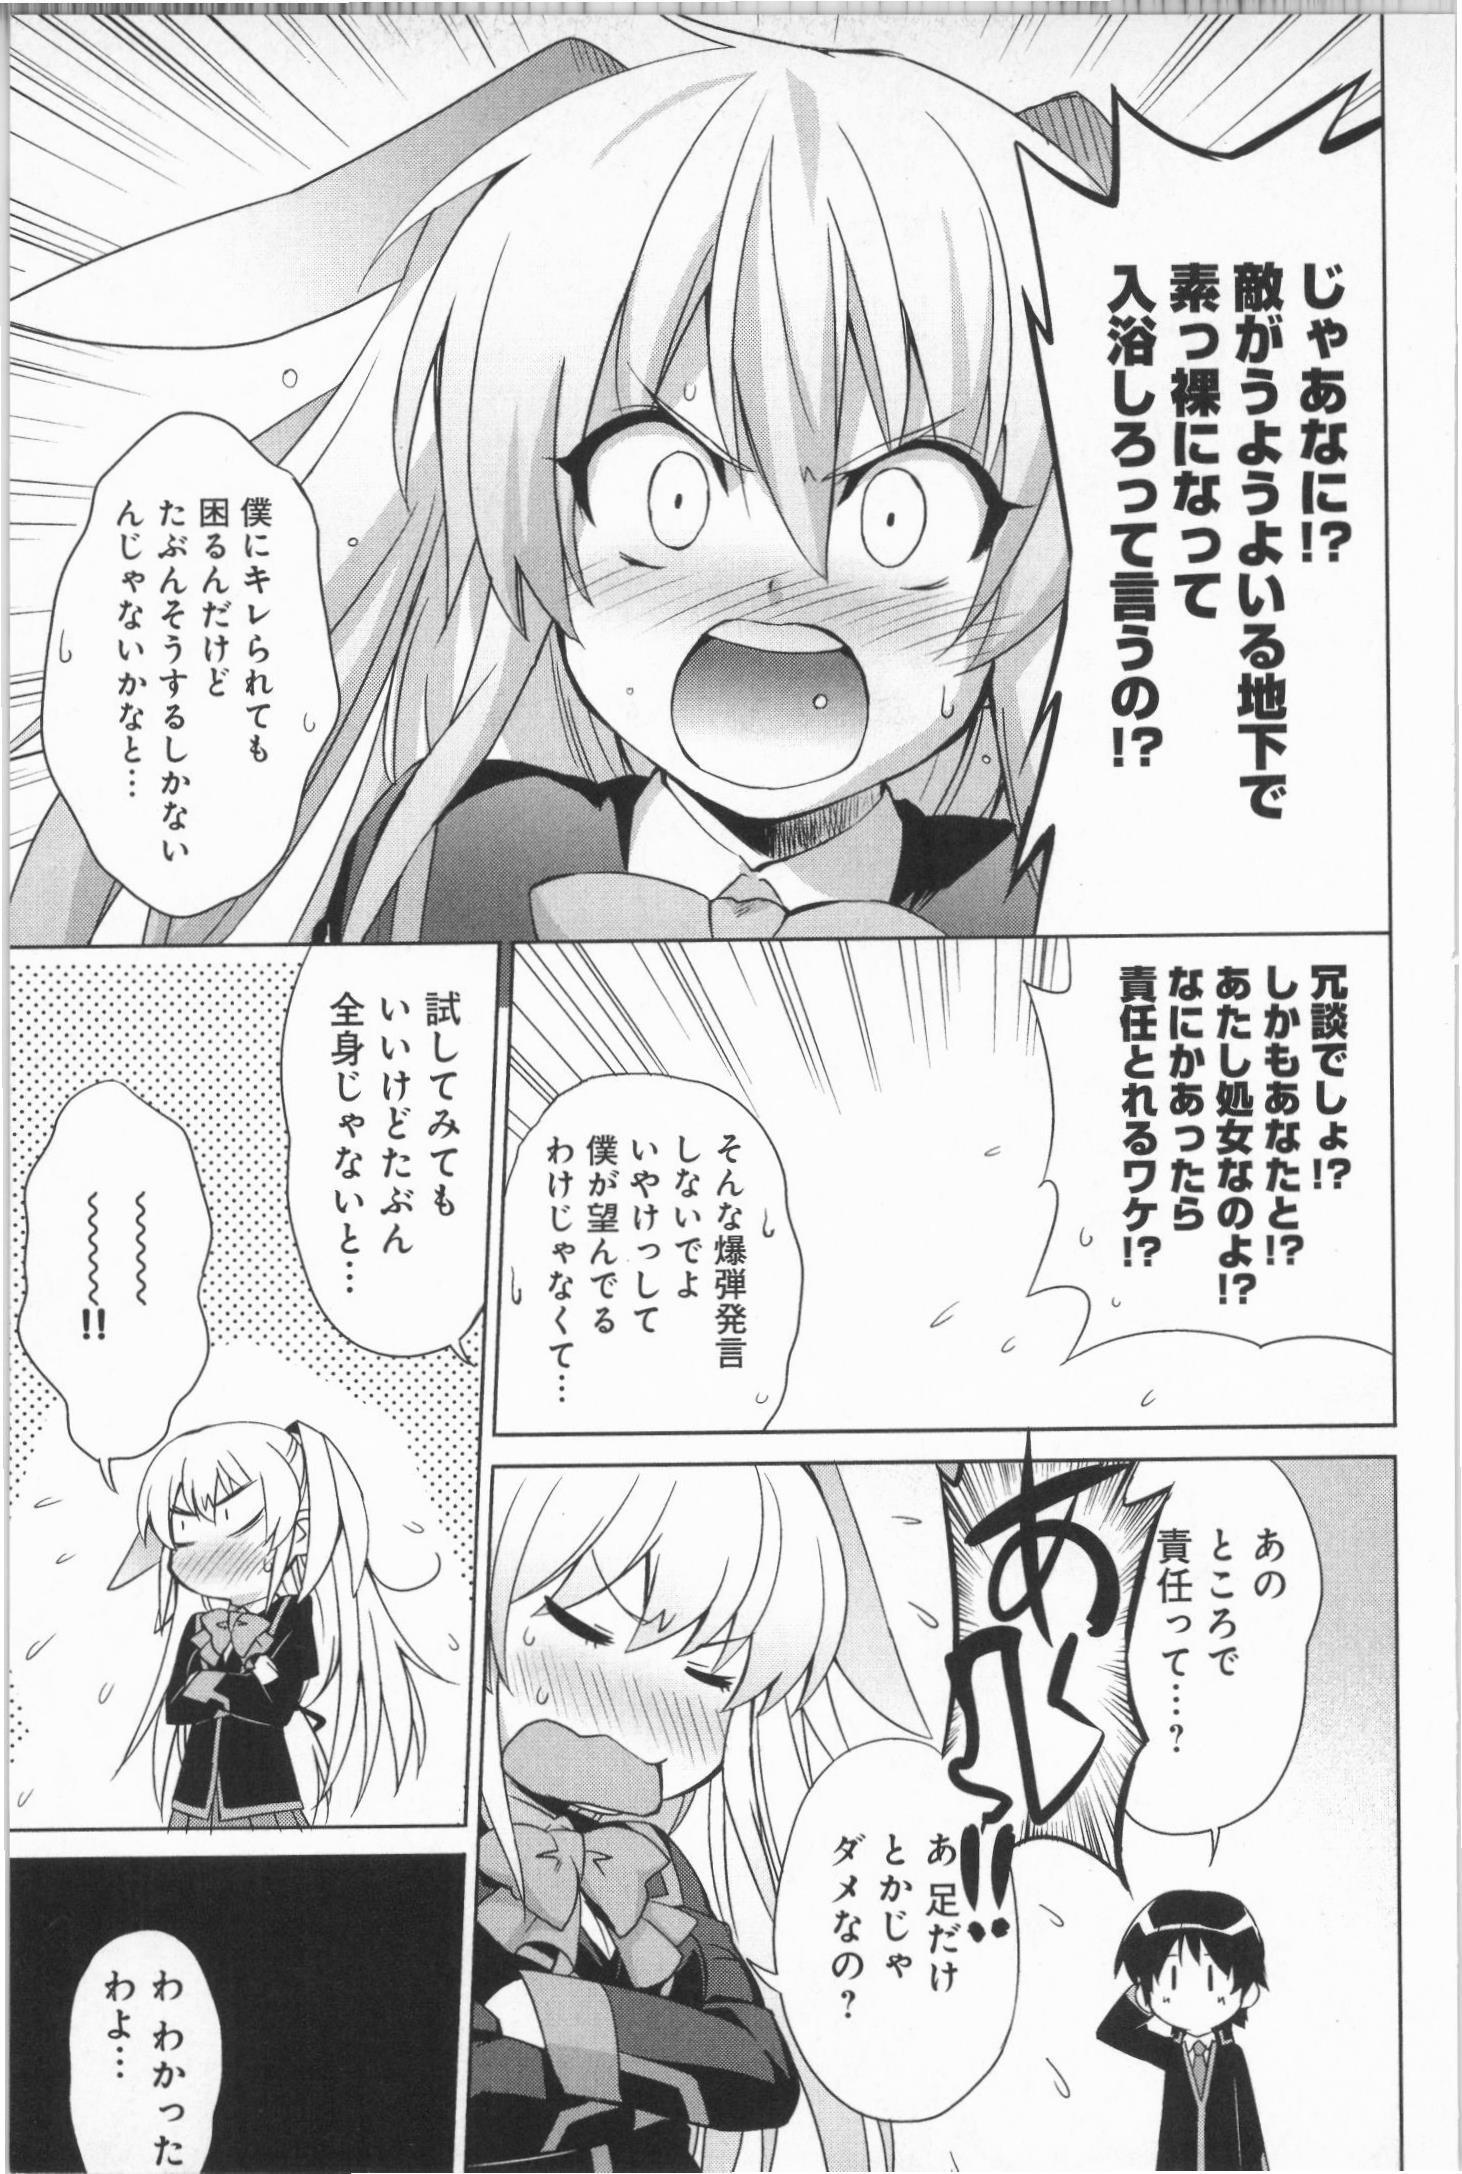 じゃあなに!?
敵がうようよいる地下で
素っ裸になって
入浴しろって言うの!?
僕にキレられても
困るんだけど
たぶんそうするしかない
んじゃないかなと…
冗談でしょ!?
しかもあなたと!?
あたし処女なのよ!?
なにかあったら
責任とれるワケ!?
そんな爆弾発言
しないでよ
いやけっして
僕が望んでる
わけじゃなくて…
あの
ところで
責任って…?
あ 足だけ
とかじゃ
ダメなの?
試してみても
いいけどたぶん
全身じゃないと…
〜〜〜
〜〜〜!!
わ わかった
わよ…